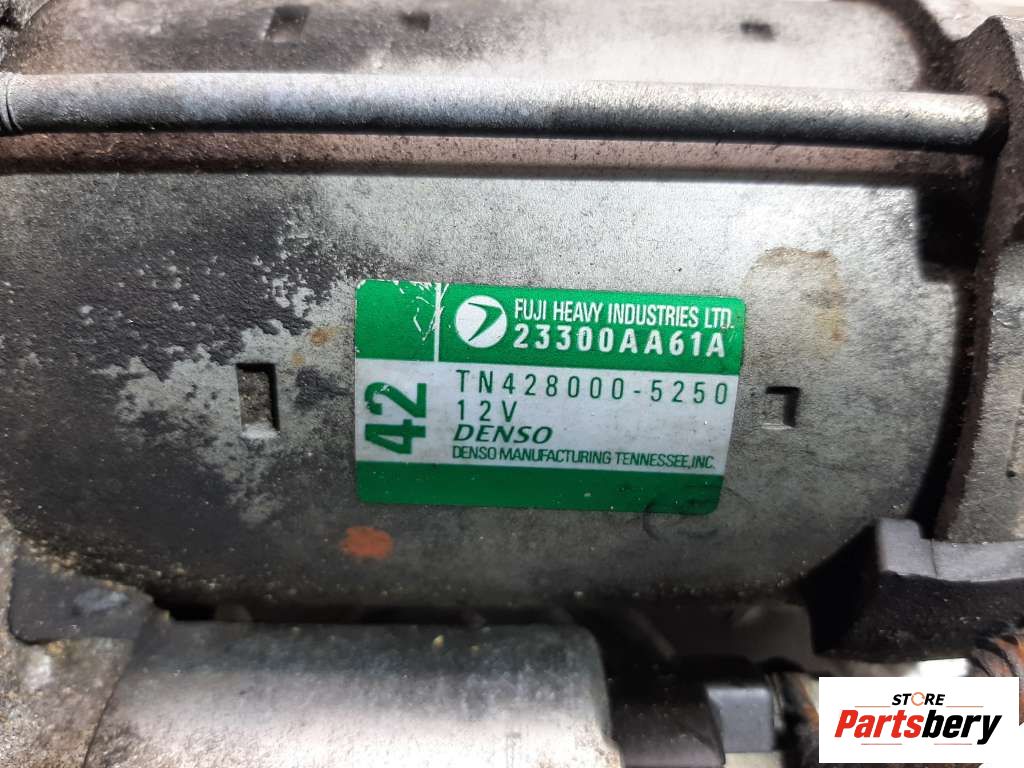 FUJI HEAVY INDUSTRIES LTD.
23300AA61A
42
TN428000-5250
12V
DENSO
DENSO MANUFACTURING TENNESSEE,INC.
STORE
Partsbery